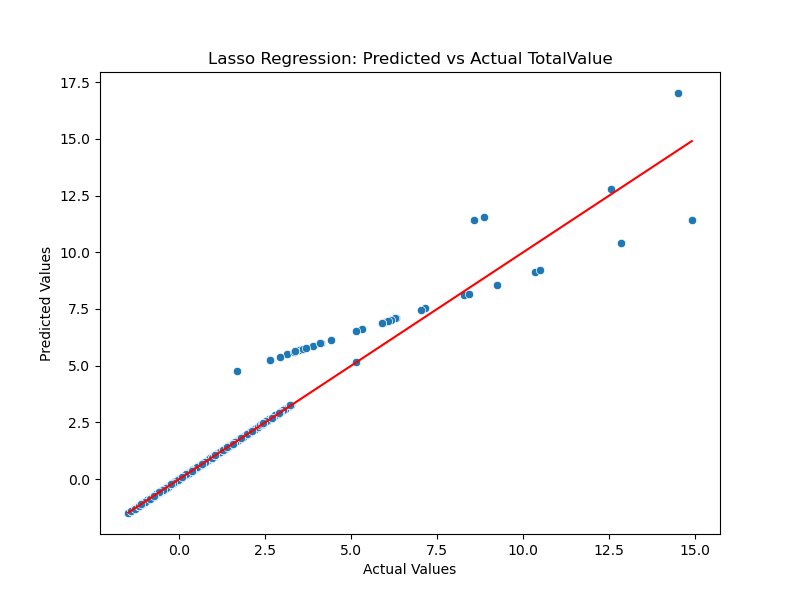 Lasso Regression: Predicted vs Actual TotalValue
17.5
15.0
12.5
10.0
7.5
5.0
2.5
0.0
Predicted Values
0.0 2.5 5.0 7.5 10.0 12.5 15.0
Actual Values